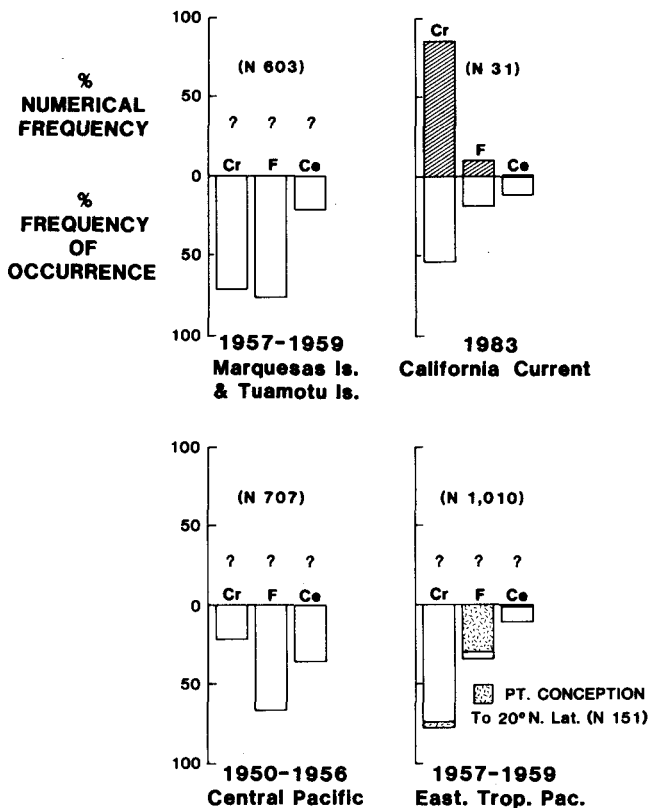 %
NUMERICAL
FREQUENCY
%
FREQUENCY
OF
OCCURRENCE
100
50
0
50
100
(N 603)
? ? ?
Cr F Ce
1957-1959
Marquesas Is.
& Tuamotu Is.
Cr
(N 31)
F
Ce
1983
California Current
100
50
0
50
100
(N 707)
? ? ?
Cr F Ce
1950-1956
Central Pacific
(N 1,010)
? ? ?
Cr F Ce
PT. CONCEPTION
To 20° N. Lat. (N 151)
1957-1959
East. Trop. Pac.